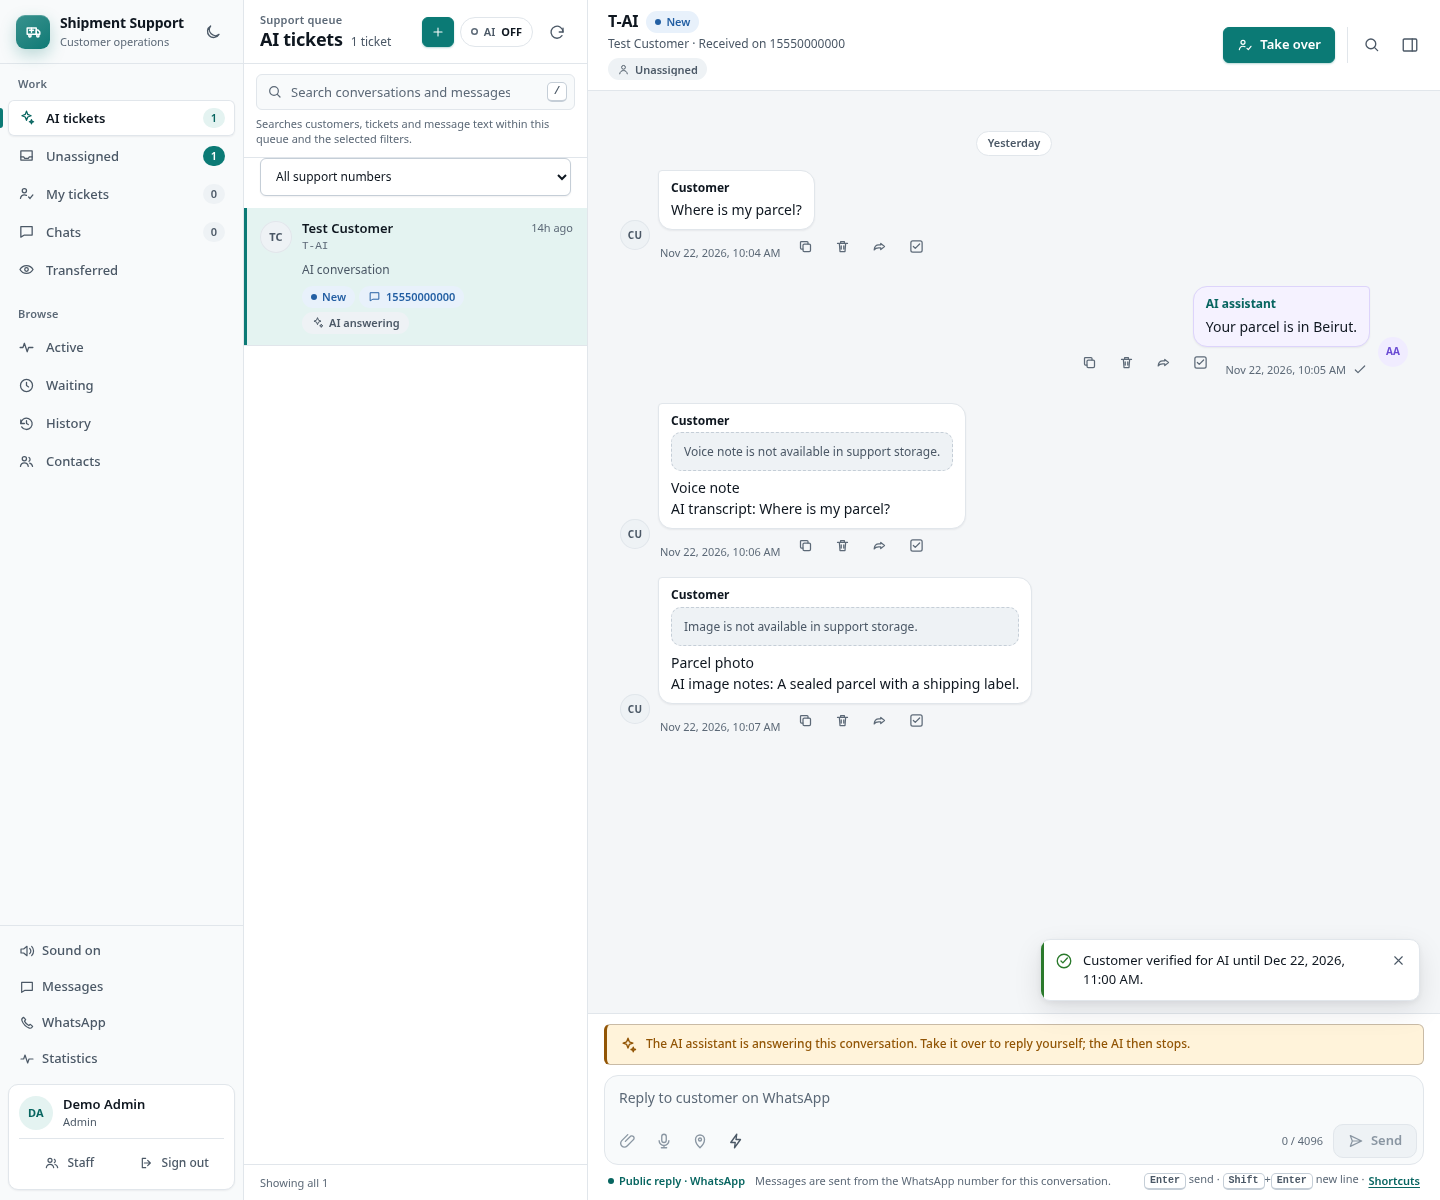 Shipment Support
Customer operations
Work
AI tickets 1
Unassigned 1
My tickets 0
Chats 0
Transferred
Browse
Active
Waiting
History
Contacts
Sound on
Messages
WhatsApp
Statistics
DA
Demo Admin
Admin
Staff
Sign out
Support queue
AI tickets 1 ticket
AI OFF
Search conversations and messages /
Searches customers, tickets and message text within this
queue and the selected filters.
All support numbers
TC
Test Customer 14h ago
T-AI
AI conversation
New 15550000000
AI answering
Showing all 1
T-AI New
Test Customer · Received on 15550000000
Unassigned
Take over
Yesterday
Customer
Where is my parcel?
CU
Nov 22, 2026, 10:04 AM
AI assistant
Your parcel is in Beirut.
AA
Nov 22, 2026, 10:05 AM
Customer
Voice note is not available in support storage.
Voice note
AI transcript: Where is my parcel?
CU
Nov 22, 2026, 10:06 AM
Customer
Image is not available in support storage.
Parcel photo
AI image notes: A sealed parcel with a shipping label.
CU
Nov 22, 2026, 10:07 AM
Customer verified for AI until Dec 22, 2026,
11:00 AM.
The AI assistant is answering this conversation. Take it over to reply yourself; the AI then stops.
Reply to customer on WhatsApp
0 / 4096
Send
Public reply · WhatsApp Messages are sent from the WhatsApp number for this conversation.
Enter send · Shift+Enter new line · Shortcuts